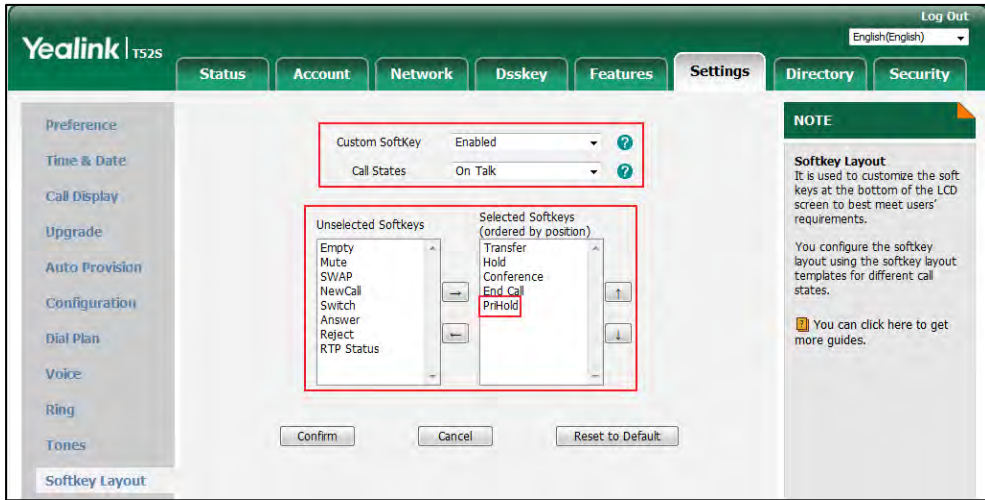 Log Out
Yealink | T52S
English(English)
Status Account Network Dsskey Features Settings Directory Security
Preference
Time & Date
Call Display
Upgrade
Auto Provision
Configuration
Dial Plan
Voice
Ring
Tones
Softkey Layout
Custom SoftKey Enabled ?
Call States On Talk ?
Unselected Softkeys
Empty
Mute
SWAP
NewCall
Switch
Answer
Reject
RTP Status
→
←
Selected Softkeys
(ordered by position)
Transfer
Hold
Conference
End Call
PriHold
↑
↓
Confirm Cancel Reset to Default
NOTE
Softkey Layout
It is used to customize the soft
keys at the bottom of the LCD
screen to best meet users'
requirements.
You configure the softkey
layout using the softkey layout
templates for different call
states.
? You can click here to get
more guides.